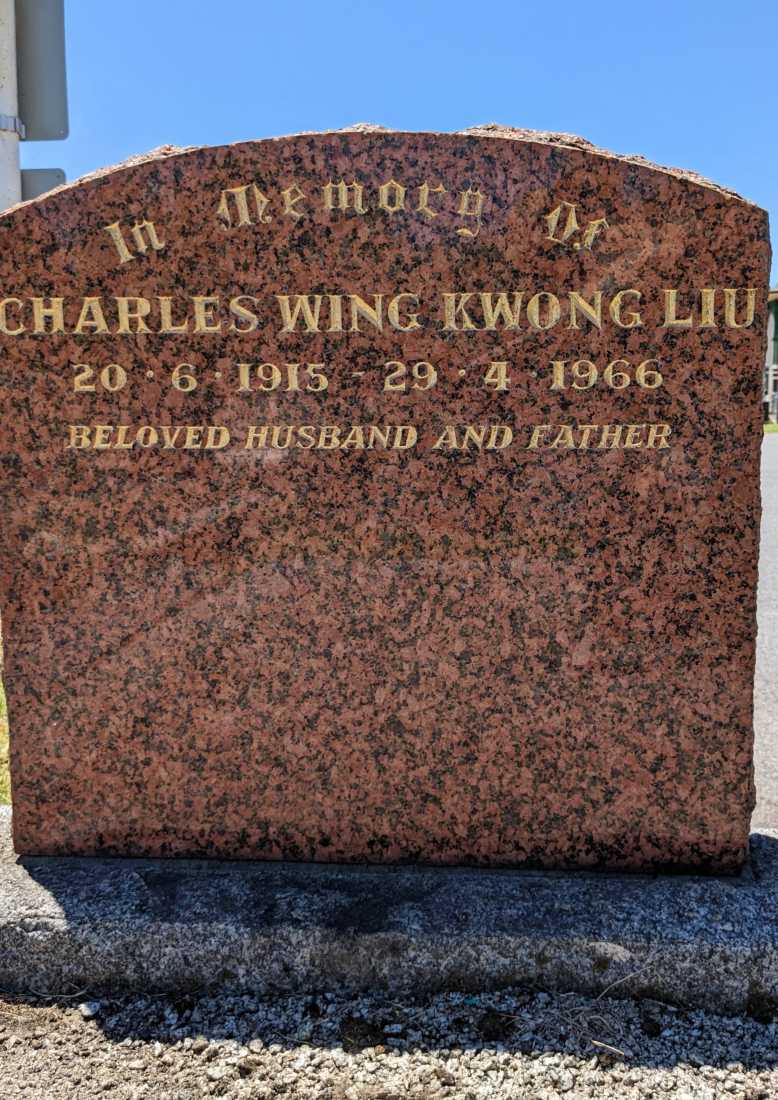 In Memory Of
CHARLES WING KWONG LIU
20 · 6 · 1915 - 29 · 4 · 1966
BELOVED HUSBAND AND FATHER